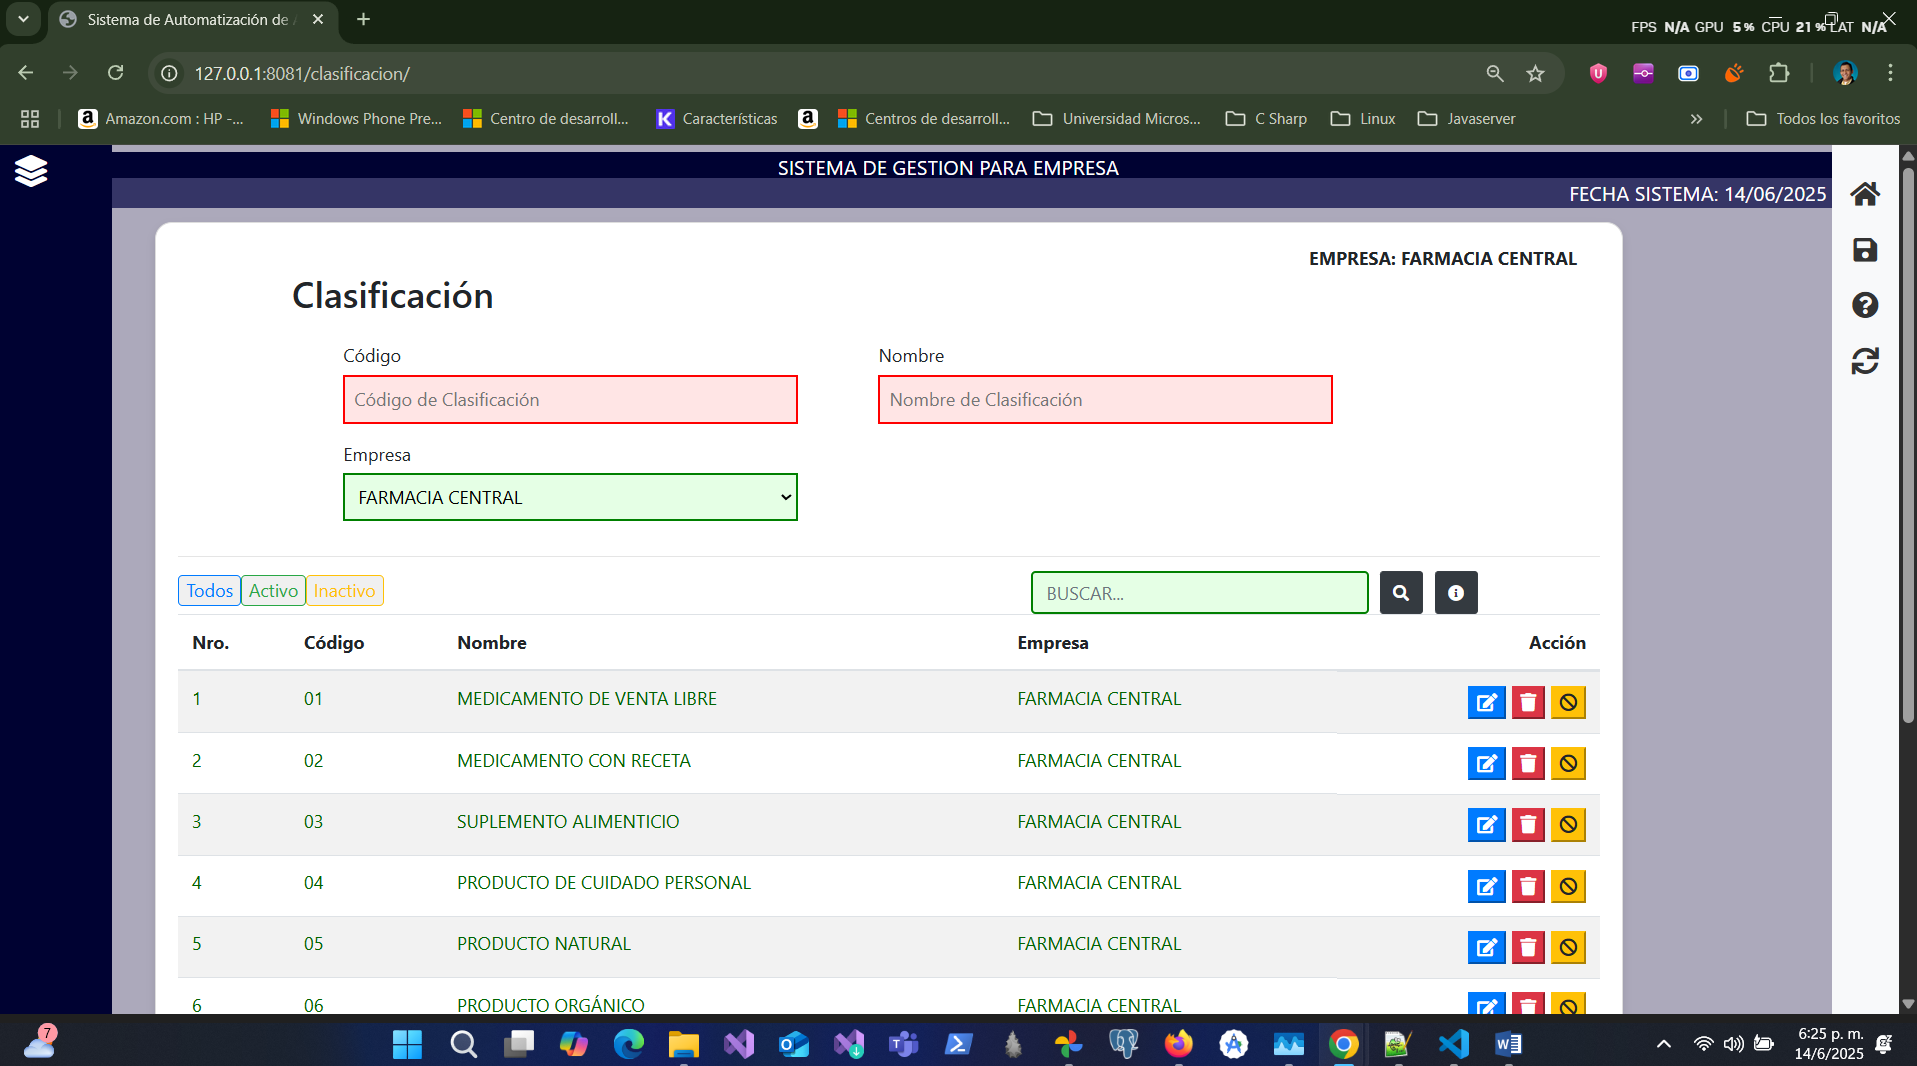 Sistema de Automatización de
FPS N/A GPU 5% CPU 21% LAT N/A
127.0.0.1:8081/clasificacion/
Amazon.com : HP -... Windows Phone Pre... Centro de desarroll... Características Centros de desarroll... Universidad Micros... C Sharp Linux Javaserver Todos los favoritos
SISTEMA DE GESTION PARA EMPRESA
FECHA SISTEMA: 14/06/2025
EMPRESA: FARMACIA CENTRAL
Clasificación
Código Nombre
Código de Clasificación Nombre de Clasificación
Empresa
FARMACIA CENTRAL
Todos Activo Inactivo BUSCAR...
Nro. Código Nombre Empresa Acción
1 01 MEDICAMENTO DE VENTA LIBRE FARMACIA CENTRAL
2 02 MEDICAMENTO CON RECETA FARMACIA CENTRAL
3 03 SUPLEMENTO ALIMENTICIO FARMACIA CENTRAL
4 04 PRODUCTO DE CUIDADO PERSONAL FARMACIA CENTRAL
5 05 PRODUCTO NATURAL FARMACIA CENTRAL
6 06 PRODUCTO ORGÁNICO FARMACIA CENTRAL
7
6:25 p. m.
14/6/2025